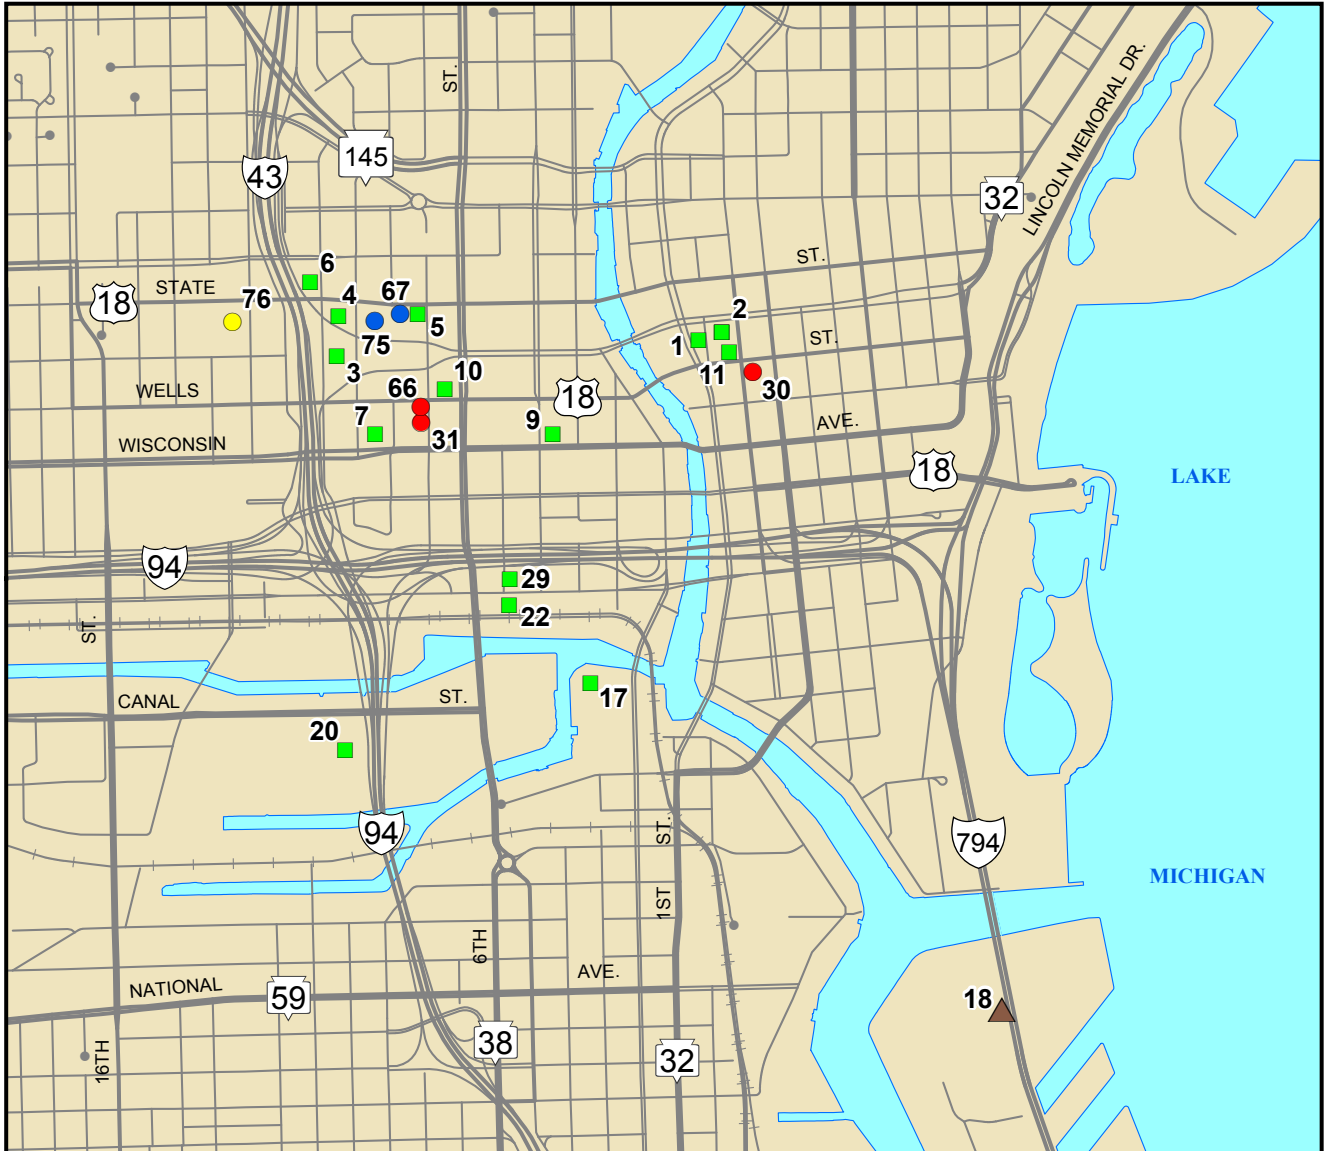 ST.
LINCOLN MEMORIAL DR.
145
43
32
6
STATE
18
76
4
67
75
5
3
ST.
2
1
ST.
11
30
10
WELLS
66
18
7
9
31
WISCONSIN
AVE.
18
LAKE
94
29
22
ST.
CANAL
ST.
17
20
94
ST.
794
MICHIGAN
1ST
6TH
AVE.
NATIONAL
59
18
38
32
16TH